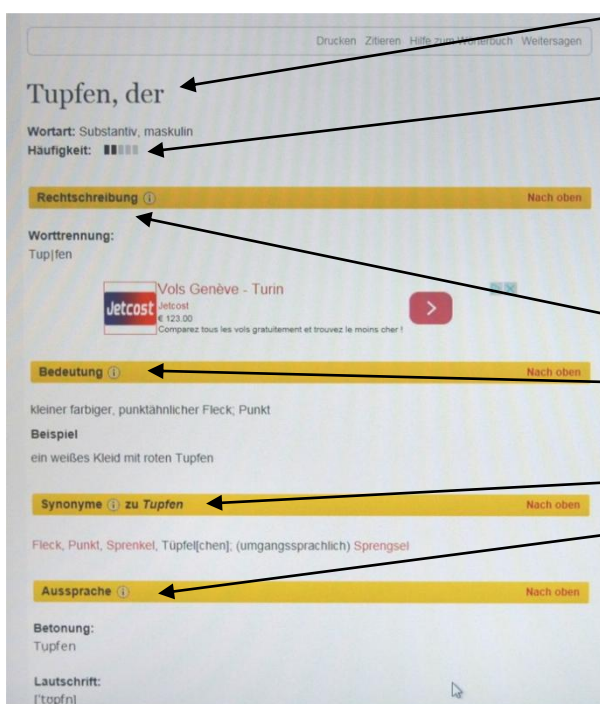 Drucken Zitieren Hilfe zum Wörterbuch Weitersagen
Tupfen, der
Wortart: Substantiv, maskulin
Häufigkeit:
Rechtschreibung Nach oben
Worttrennung:
Tup|fen
Vols Genève - Turin
Jetcost
Jetcost
€ 123.00
Comparez tous les vols gratuitement et trouvez le moins cher !
Bedeutung Nach oben
kleiner farbiger, punktähnlicher Fleck; Punkt
Beispiel
ein weißes Kleid mit roten Tupfen
Synonyme zu Tupfen Nach oben
Fleck, Punkt, Sprenkel, Tüpfel[chen]; (umgangssprachlich) Sprengsel
Aussprache Nach oben
Betonung:
Tupfen
Lautschrift: